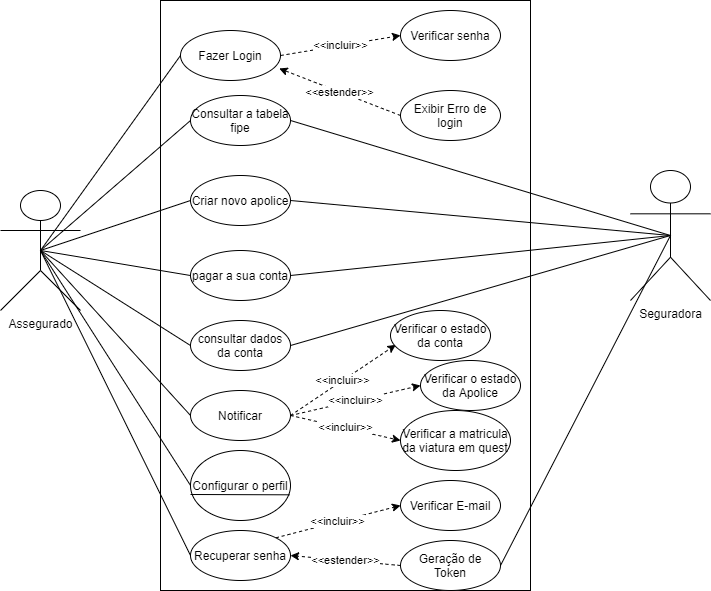 Fazer Login
<<incluir>>
Verificar senha
<<estender>>
Exibir Erro de
login
Consultar a tabela
fipe
Criar novo apolice
pagar a sua conta
consultar dados
da conta
Verificar o estado
da conta
<<incluir>>
Verificar o estado
da Apolice
<<incluir>>
Notificar
<<incluir>>
Verificar a matricula
da viatura em quest
Configurar o perfil
<<incluir>>
Verificar E-mail
Recuperar senha
<<estender>>
Geração de
Token
Assegurado
Seguradora